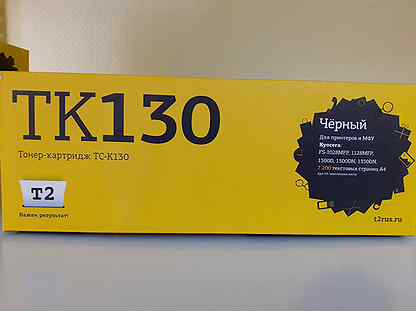 TK130
Тонер-картридж TC-K130
T2
Важен результат!
Чёрный
Для принтеров и МФУ
Kyocera:
FS-1028MFP, 1128MFP,
1300D, 1300DN, 1350DN
7 200 текстовых страниц А4
t2rus.ru